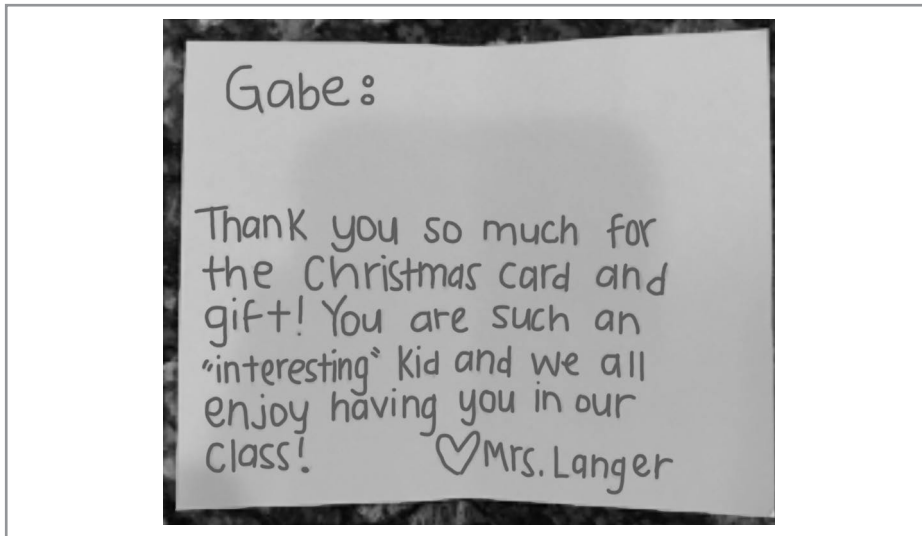 Gabe:
Thank you so much for
the Christmas card and
gift! You are such an
"interesting" kid and we all
enjoy having you in our
class! ♡Mrs. Langer